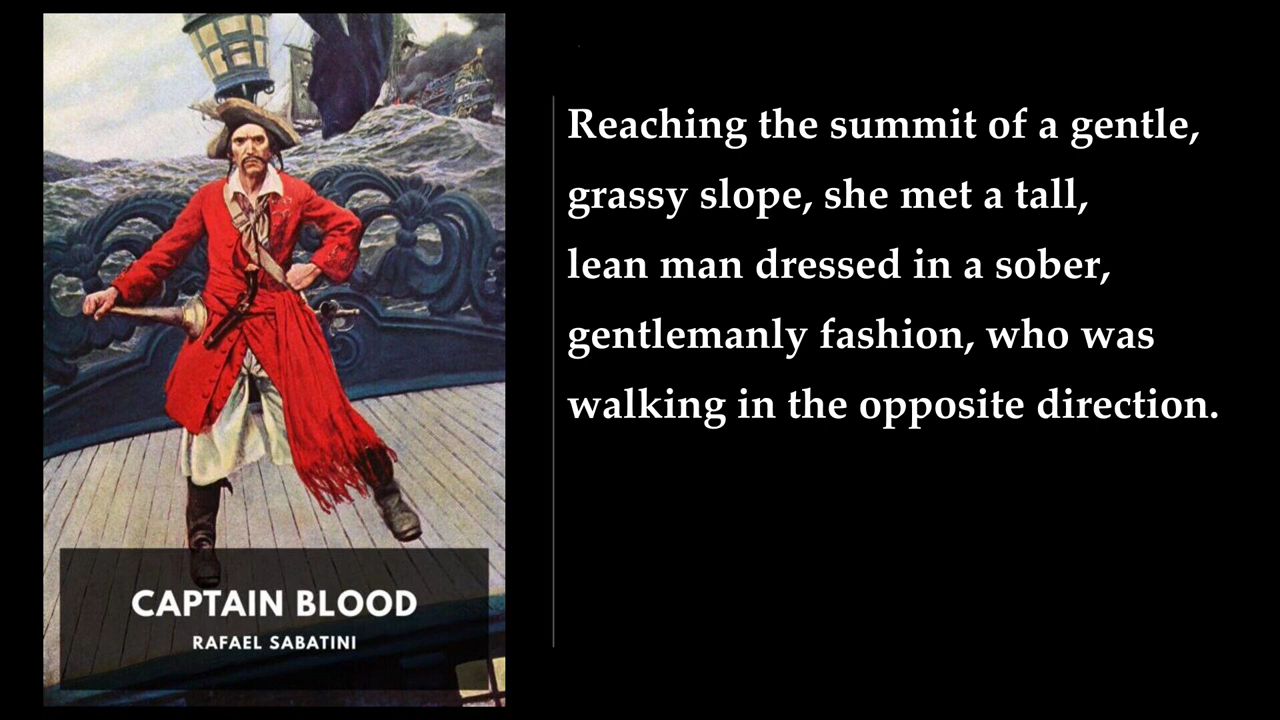 CAPTAIN BLOOD
RAFAEL SABATINI
Reaching the summit of a gentle,
grassy slope, she met a tall,
lean man dressed in a sober,
gentlemanly fashion, who was
walking in the opposite direction.